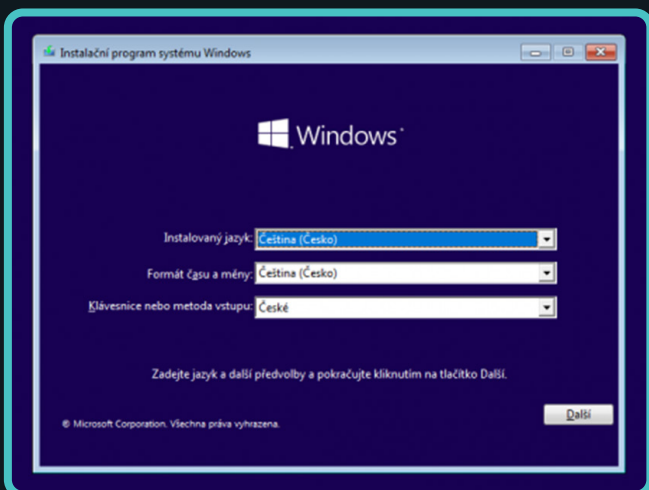 Instalační program systému Windows
Windows
Instalovaný jazyk: Čeština (Česko)
Formát času a měny: Čeština (Česko)
Klávesnice nebo metoda vstupu: České
Zadejte jazyk a další předvolby a pokračujte kliknutím na tlačítko Další.
Další
© Microsoft Corporation. Všechna práva vyhrazena.